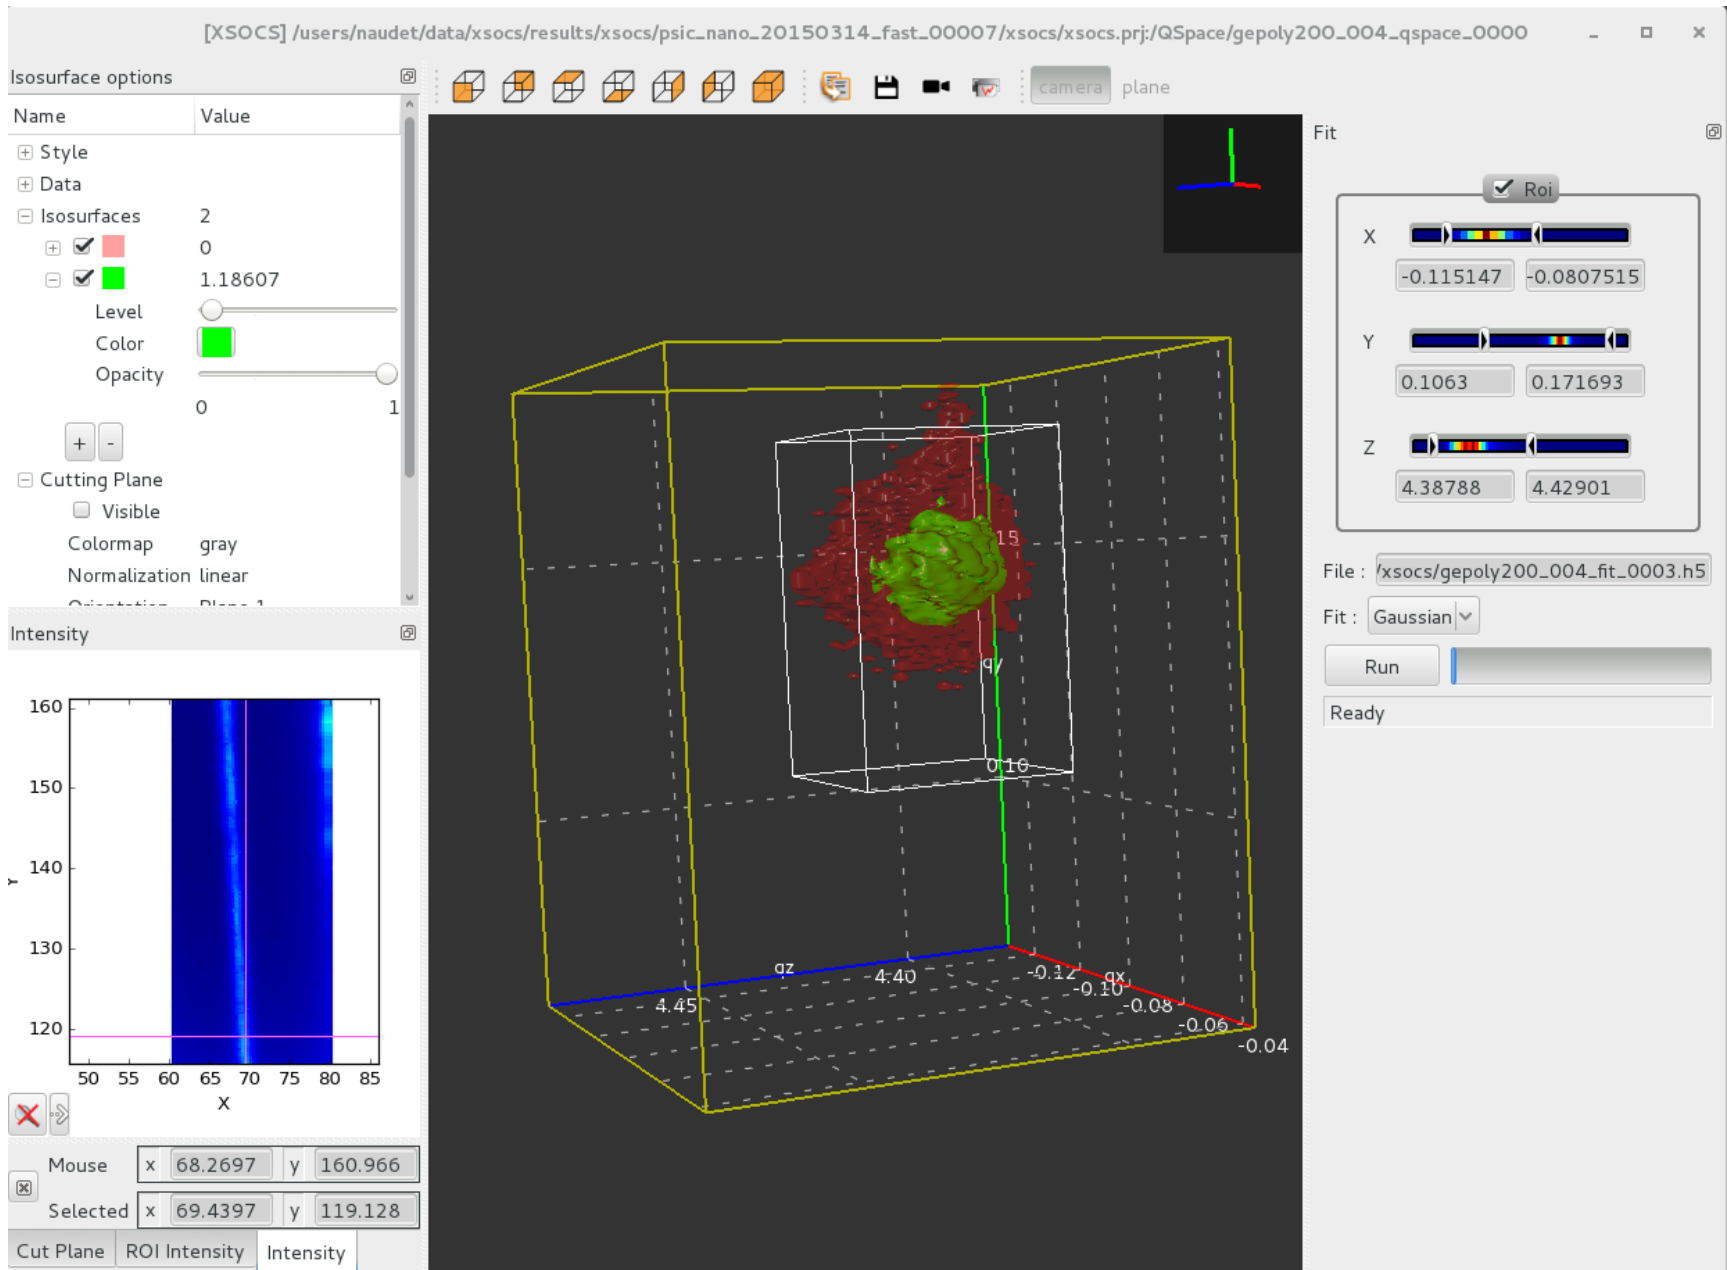 [XSOCS] /users/naudet/data/xsocs/results/xsocs/psic_nano_20150314_fast_00007/xsocs/xsocs.prj:/QSpace/gepoly200_004_qspace_0000
Isosurface options
Name Value
Style
Data
Isosurfaces 2
0
1.18607
Level
Color
Opacity
0 1
+ -
Cutting Plane
Visible
Colormap gray
Normalization linear
Intensity
160
150
140
130
120
Y
50 55 60 65 70 75 80 85
X
Mouse x 68.2697 y 160.966
Selected x 69.4397 y 119.128
Cut Plane ROI Intensity Intensity
camera plane
15
qy
0.10
qz
4.40
4.45
-0.12
qx
-0.10
-0.08
-0.06
-0.04
Fit
Roi
X
-0.115147 -0.0807515
Y
0.1063 0.171693
Z
4.38788 4.42901
File : /xsocs/gepoly200_004_fit_0003.h5
Fit : Gaussian
Run
Ready